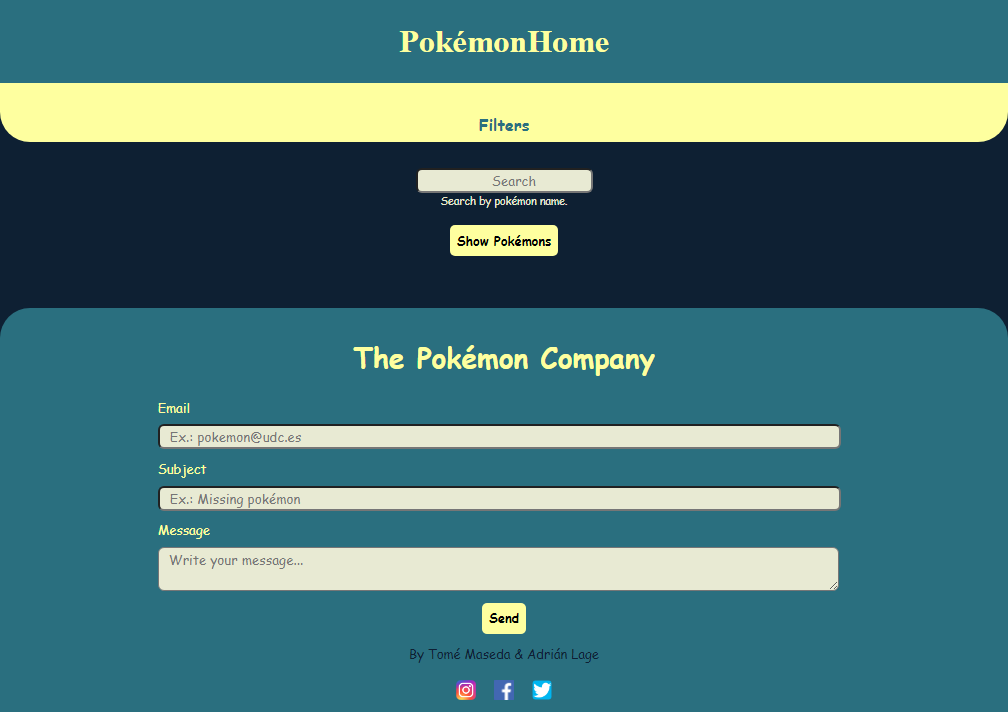 PokémonHome
Filters
Search
Search by pokémon name.
Show Pokémons
The Pokémon Company
Email
Ex.: pokemon@udc.es
Subject
Ex.: Missing pokémon
Message
Write your message...
Send
By Tomé Maseda & Adrián Lage